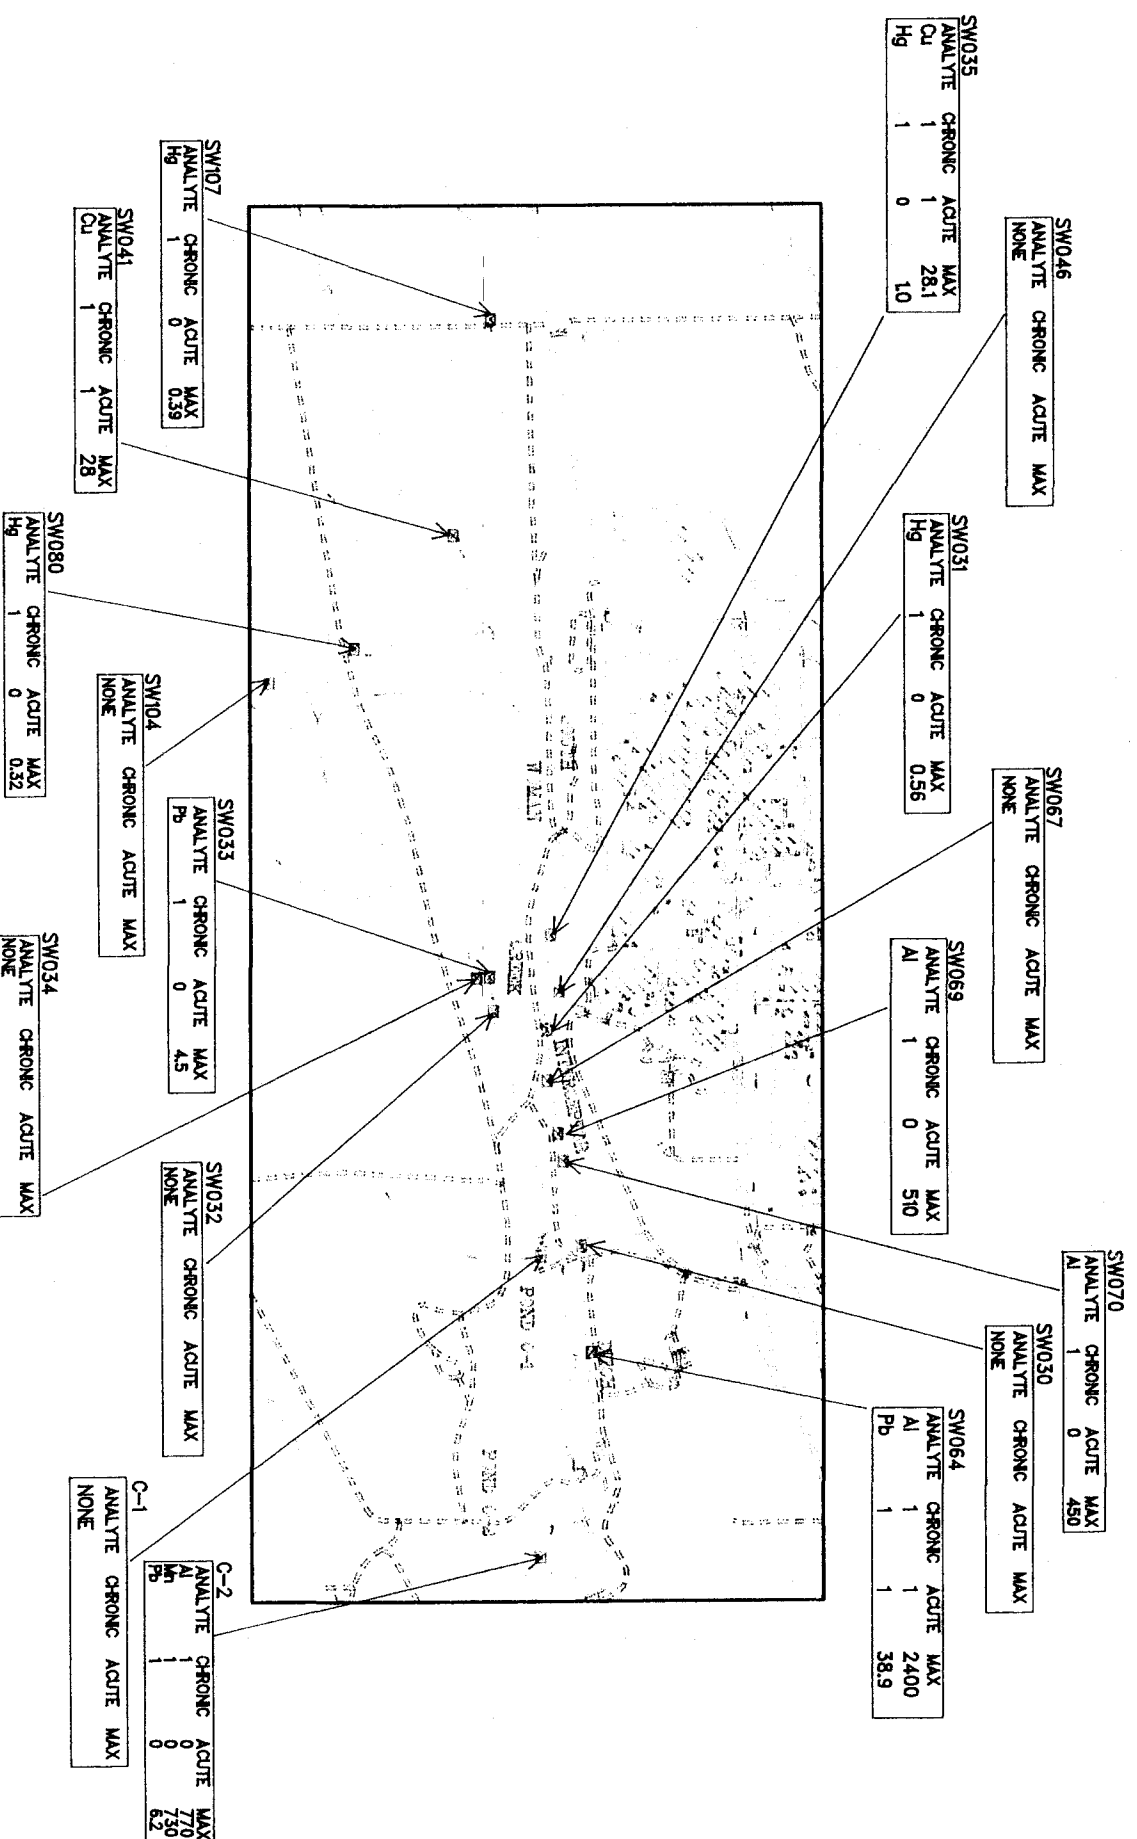 SW035
ANALYTE CHRONIC ACUTE MAX
Cu 1 1 28.1
Hg 1 0 1.0
SW046
ANALYTE CHRONIC ACUTE MAX
NONE
SW031
ANALYTE CHRONIC ACUTE MAX
Hg 1 0 0.56
SW067
ANALYTE CHRONIC ACUTE MAX
NONE
SW069
ANALYTE CHRONIC ACUTE MAX
Al 1 0 510
SW070
ANALYTE CHRONIC ACUTE MAX
Al 1 0 450
SW030
ANALYTE CHRONIC ACUTE MAX
NONE
SW064
ANALYTE CHRONIC ACUTE MAX
Al 1 1 2400
Pb 1 1 38.9
POND C-1
POND C-2
SW107
ANALYTE CHRONIC ACUTE MAX
Hg 1 0 0.39
SW041
ANALYTE CHRONIC ACUTE MAX
Cu 1 1 28
SW080
ANALYTE CHRONIC ACUTE MAX
Hg 1 0 0.32
SW104
ANALYTE CHRONIC ACUTE MAX
NONE
SW033
ANALYTE CHRONIC ACUTE MAX
Pb 1 0 4.5
SW034
ANALYTE CHRONIC ACUTE MAX
NONE
SW032
ANALYTE CHRONIC ACUTE MAX
NONE
C-1
ANALYTE CHRONIC ACUTE MAX
NONE
C-2
ANALYTE CHRONIC ACUTE MAX
Al 1 0 770
Mn 1 0 730
Pb 1 0 6.2